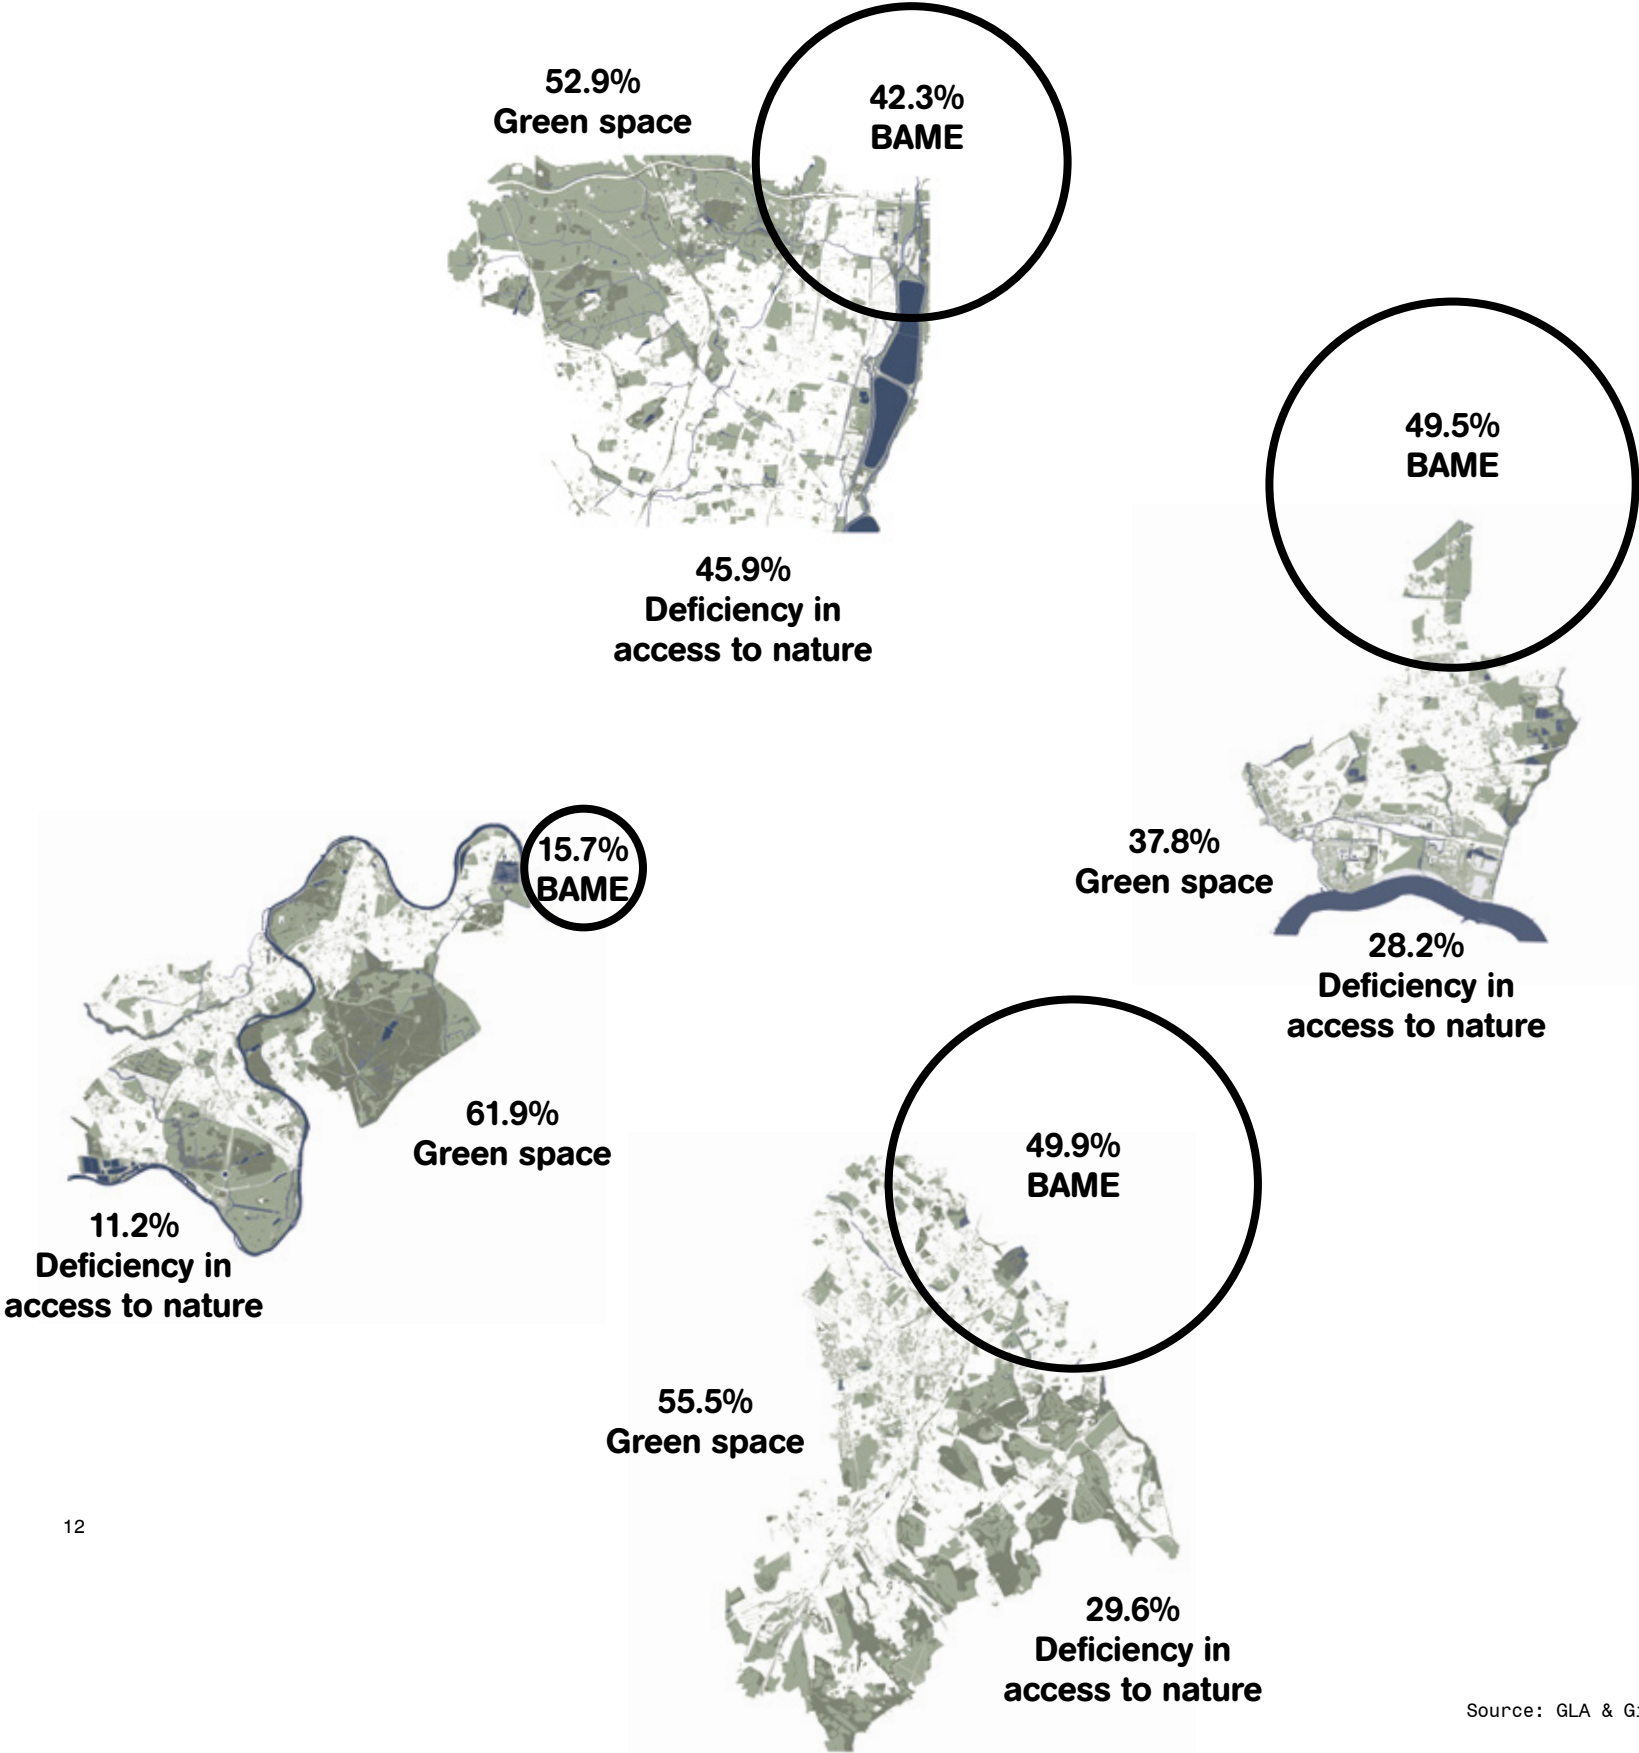 52.9%
Green space
42.3%
BAME
45.9%
Deficiency in
access to nature
49.5%
BAME
37.8%
Green space
28.2%
Deficiency in
access to nature
15.7%
BAME
61.9%
Green space
11.2%
Deficiency in
access to nature
49.9%
BAME
55.5%
Green space
29.6%
Deficiency in
access to nature
12
Source: GLA & Gi